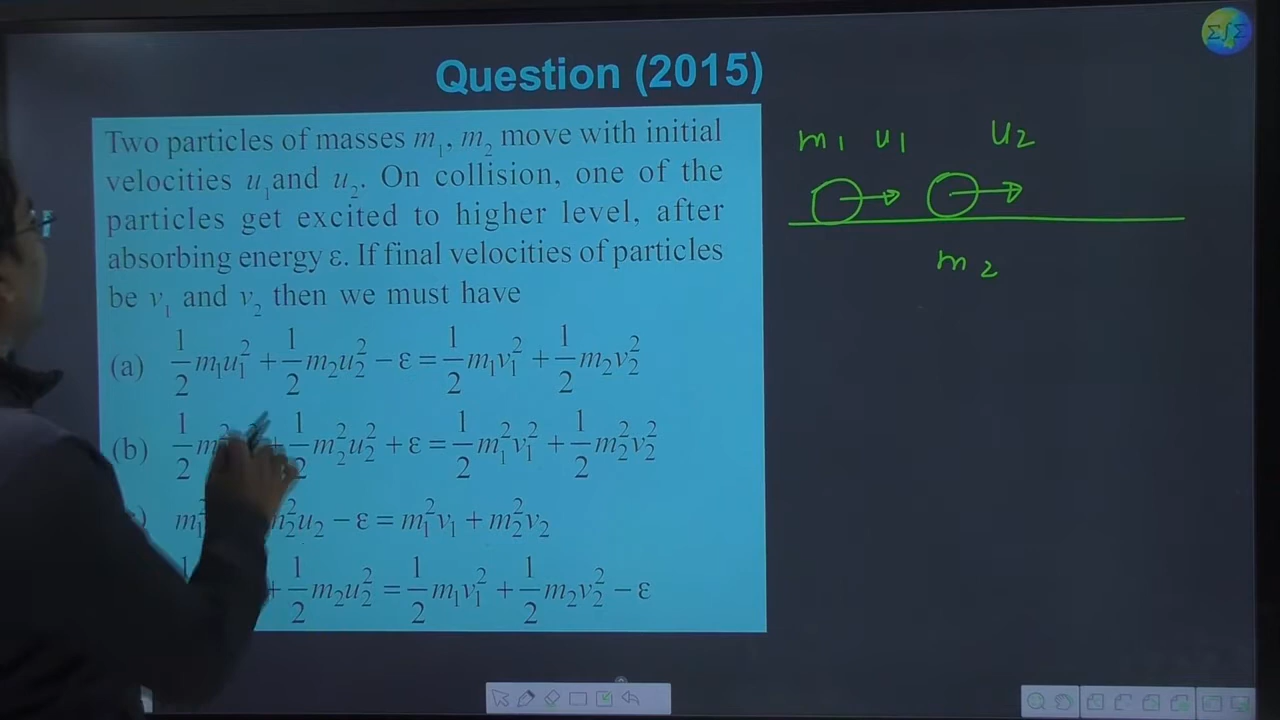 Question (2015)
Two particles of masses m₁, m₂ move with initial
velocities u₁and u₂. On collision, one of the
particles get excited to higher level, after
absorbing energy ε. If final velocities of particles
be v₁ and v₂ then we must have
(a) 1/2 m₁u₁² + 1/2 m₂u₂² − ε = 1/2 m₁v₁² + 1/2 m₂v₂²
(b) 1/2 + 1/2 m₂²u₂² + ε = 1/2 m₁²v₁² + 1/2 m₂²v₂²
u₂ − ε = m₁²v₁ + m₂²v₂
+ 1/2 m₂u₂² = 1/2 m₁v₁² + 1/2 m₂v₂² − ε
m₁ u₁ u₂
m₂
Σ∫Σ